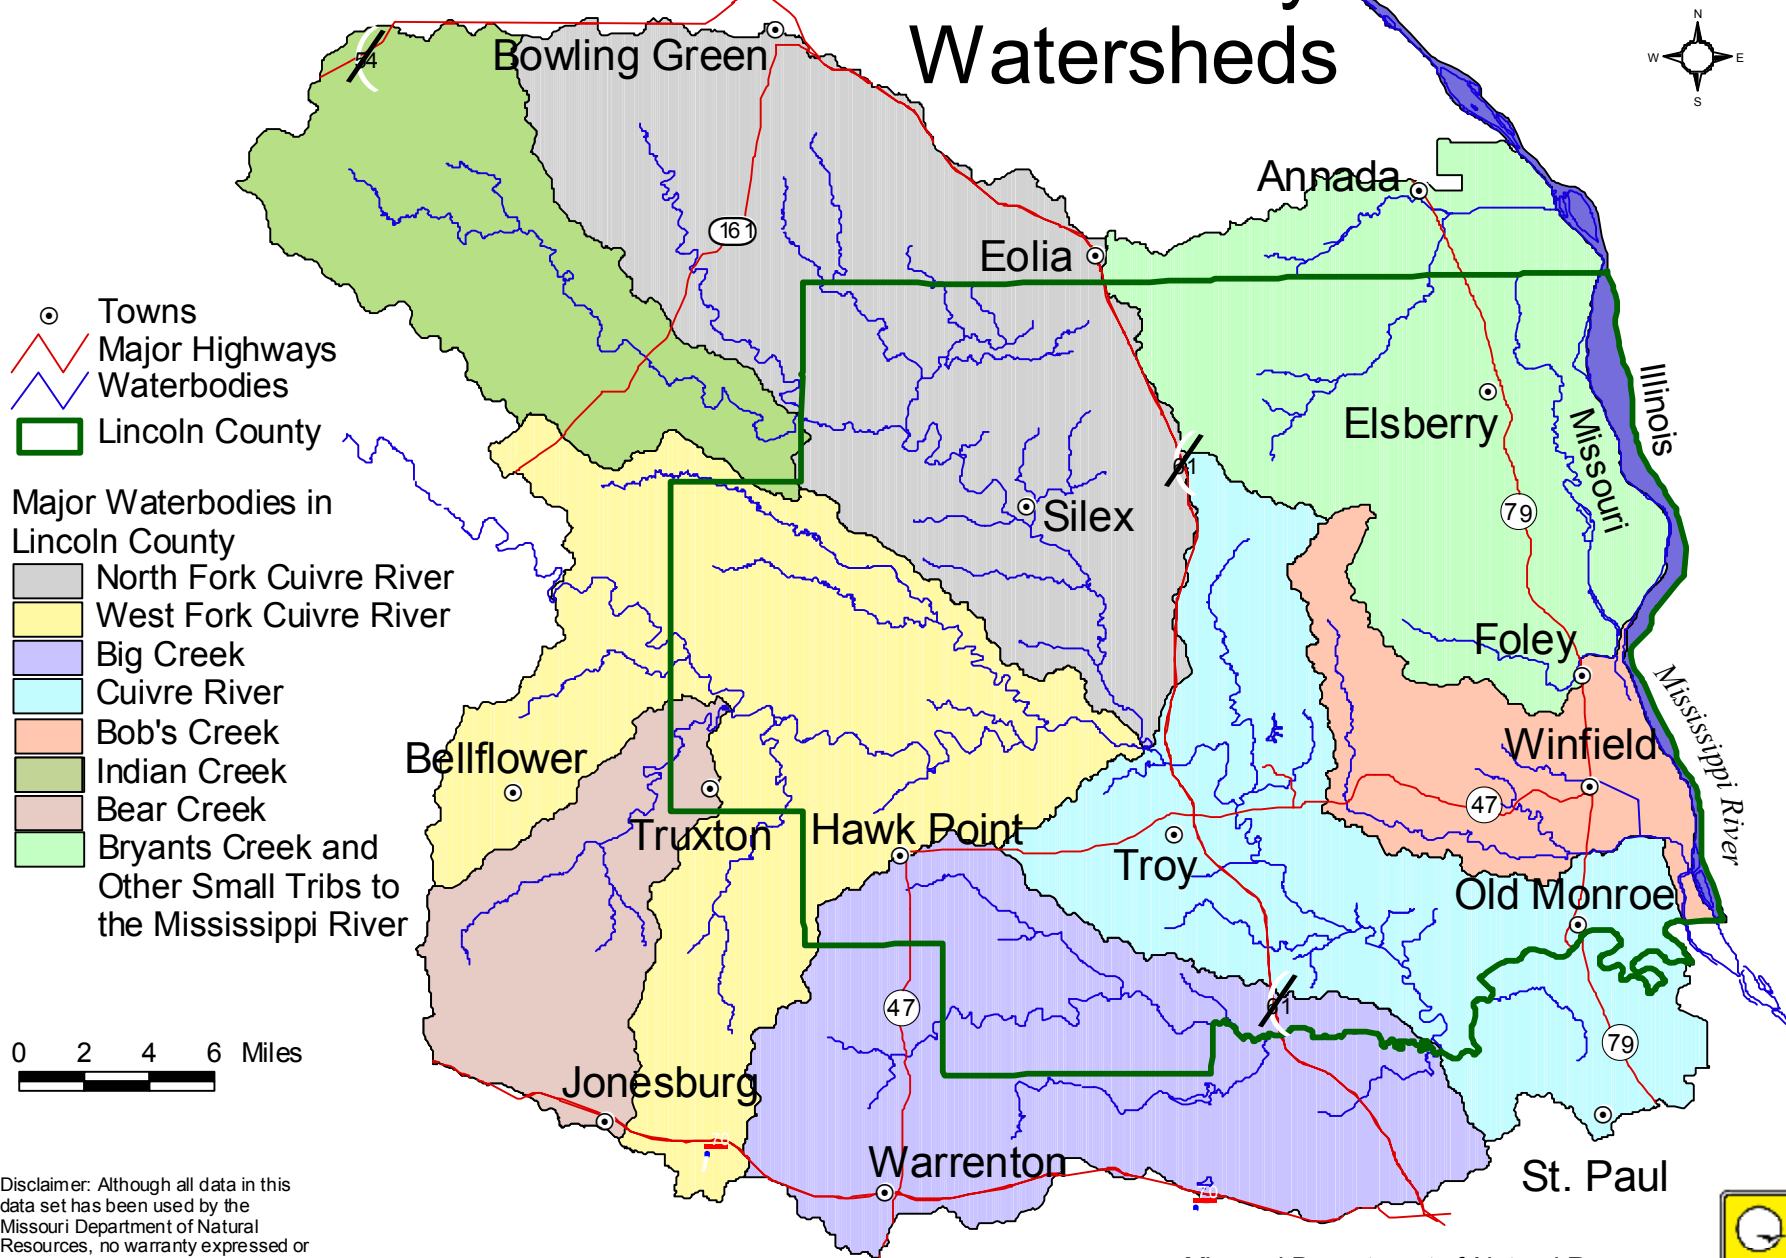 Watersheds
N
W E
S
54
Bowling Green
161
Eolia
Annada
Towns
Major Highways
Waterbodies
Lincoln County
Illinois
Missouri
Elsberry
61
79
Silex
Major Waterbodies in
Lincoln County
North Fork Cuivre River
West Fork Cuivre River
Big Creek
Cuivre River
Bob's Creek
Indian Creek
Bear Creek
Bryants Creek and
Other Small Tribs to
the Mississippi River
Foley
Mississippi River
Winfield
47
Bellflower
Truxton
Hawk Point
Troy
Old Monroe
47
61
79
0 2 4 6 Miles
Jonesburg
70
Warrenton
70
St. Paul
Disclaimer: Although all data in this
data set has been used by the
Missouri Department of Natural
Resources, no warranty expressed or